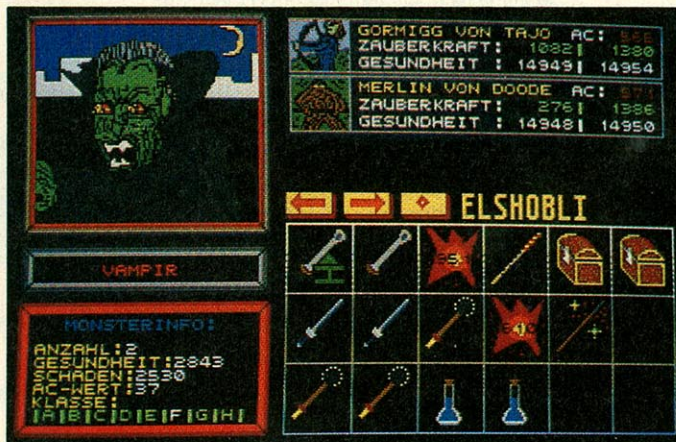 GORMIGG VON TAJO AC:
ZAUBERKRAFT: 1082| 1380
GESUNDHEIT : 14949| 14954
MERLIN VON DOODE AC:
ZAUBERKRAFT: 276| 1386
GESUNDHEIT : 14948| 14950
ELSHOBLI
VAMPIR
MONSTERINFO:
ANZAHL:2
GESUNDHEIT:2843
SCHADEN:2530
AC-WERT:37
KLASSE:
|A|B|C|D|E|F|G|H|